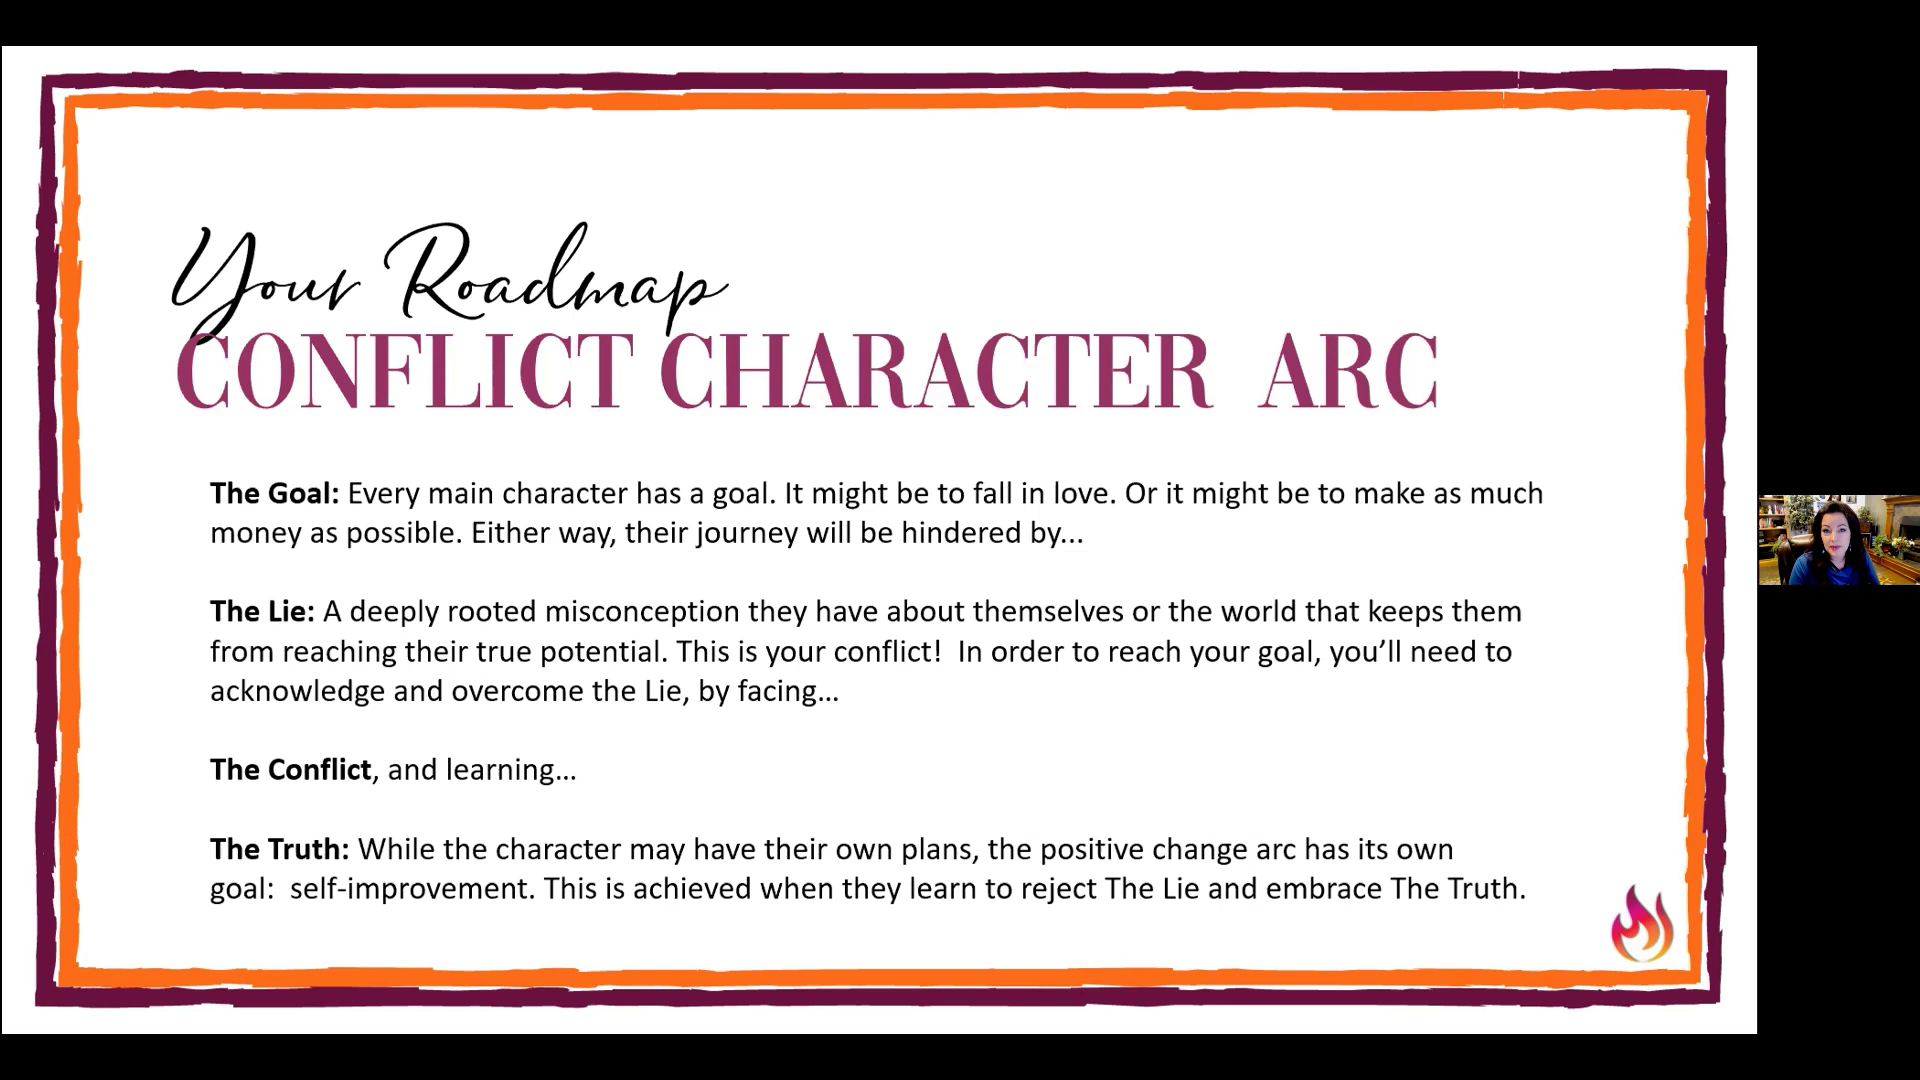 Your Roadmap
CONFLICT CHARACTER ARC
The Goal: Every main character has a goal. It might be to fall in love. Or it might be to make as much
money as possible. Either way, their journey will be hindered by...
The Lie: A deeply rooted misconception they have about themselves or the world that keeps them
from reaching their true potential. This is your conflict! In order to reach your goal, you’ll need to
acknowledge and overcome the Lie, by facing…
The Conflict, and learning…
The Truth: While the character may have their own plans, the positive change arc has its own
goal: self-improvement. This is achieved when they learn to reject The Lie and embrace The Truth.